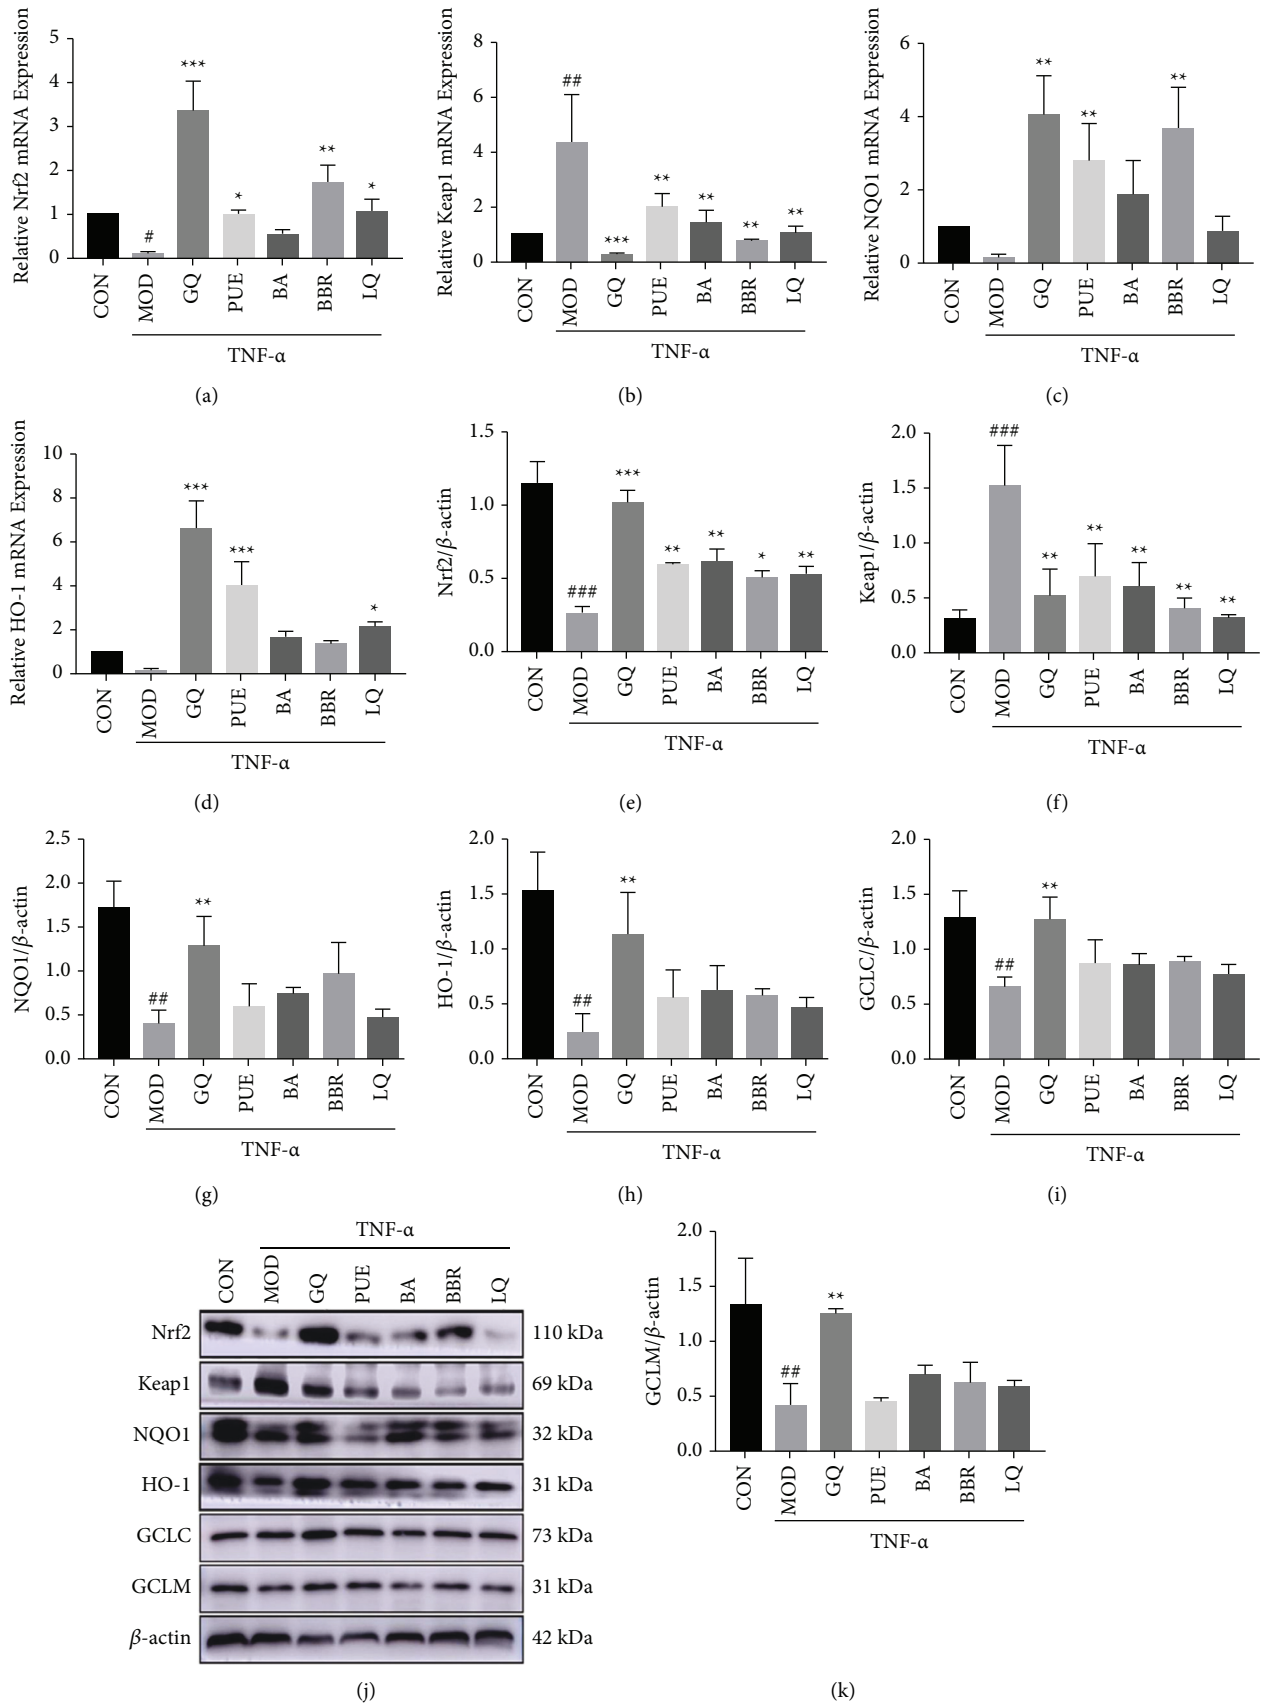 Relative Nrf2 mRNA Expression
5
4
3
2
1
0
#
***
*
**
*
CON
MOD
GQ
PUE
BA
BBR
LQ
TNF-α
(a)
Relative Keap1 mRNA Expression
8
6
4
2
0
##
***
**
**
**
**
CON
MOD
GQ
PUE
BA
BBR
LQ
TNF-α
(b)
Relative NQO1 mRNA Expression
6
4
2
0
**
**
**
CON
MOD
GQ
PUE
BA
BBR
LQ
TNF-α
(c)
Relative HO-1 mRNA Expression
10
8
6
4
2
0
***
***
*
CON
MOD
GQ
PUE
BA
BBR
LQ
TNF-α
(d)
Nrf2/β-actin
1.5
1.0
0.5
0.0
###
***
**
**
*
**
CON
MOD
GQ
PUE
BA
BBR
LQ
TNF-α
(e)
Keap1/β-actin
2.0
1.5
1.0
0.5
0.0
###
**
**
**
**
**
CON
MOD
GQ
PUE
BA
BBR
LQ
TNF-α
(f)
NQO1/β-actin
2.5
2.0
1.5
1.0
0.5
0.0
##
**
CON
MOD
GQ
PUE
BA
BBR
LQ
TNF-α
(g)
HO-1/β-actin
2.0
1.5
1.0
0.5
0.0
##
**
CON
MOD
GQ
PUE
BA
BBR
LQ
TNF-α
(h)
GCLC/β-actin
2.0
1.5
1.0
0.5
0.0
##
**
CON
MOD
GQ
PUE
BA
BBR
LQ
TNF-α
(i)
TNF-α
CON
MOD
GQ
PUE
BA
BBR
LQ
Nrf2 110 kDa
Keap1 69 kDa
NQO1 32 kDa
HO-1 31 kDa
GCLC 73 kDa
GCLM 31 kDa
β-actin 42 kDa
(j)
GCLM/β-actin
2.0
1.5
1.0
0.5
0.0
##
**
CON
MOD
GQ
PUE
BA
BBR
LQ
TNF-α
(k)